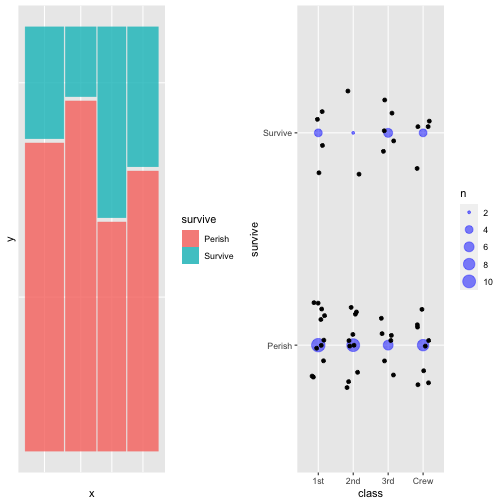 y
x
survive
Perish
Survive
survive
Survive
Perish
1st
2nd
3rd
Crew
class
n
2
4
6
8
10